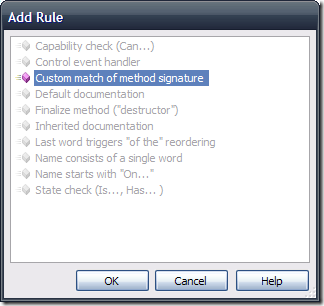 Add Rule
Capability check (Can...)
Control event handler
Custom match of method signature
Default documentation
Finalize method ("destructor")
Inherited documentation
Last word triggers "of the" reordering
Name consists of a single word
Name starts with "On..."
State check (Is..., Has... )
OK Cancel Help